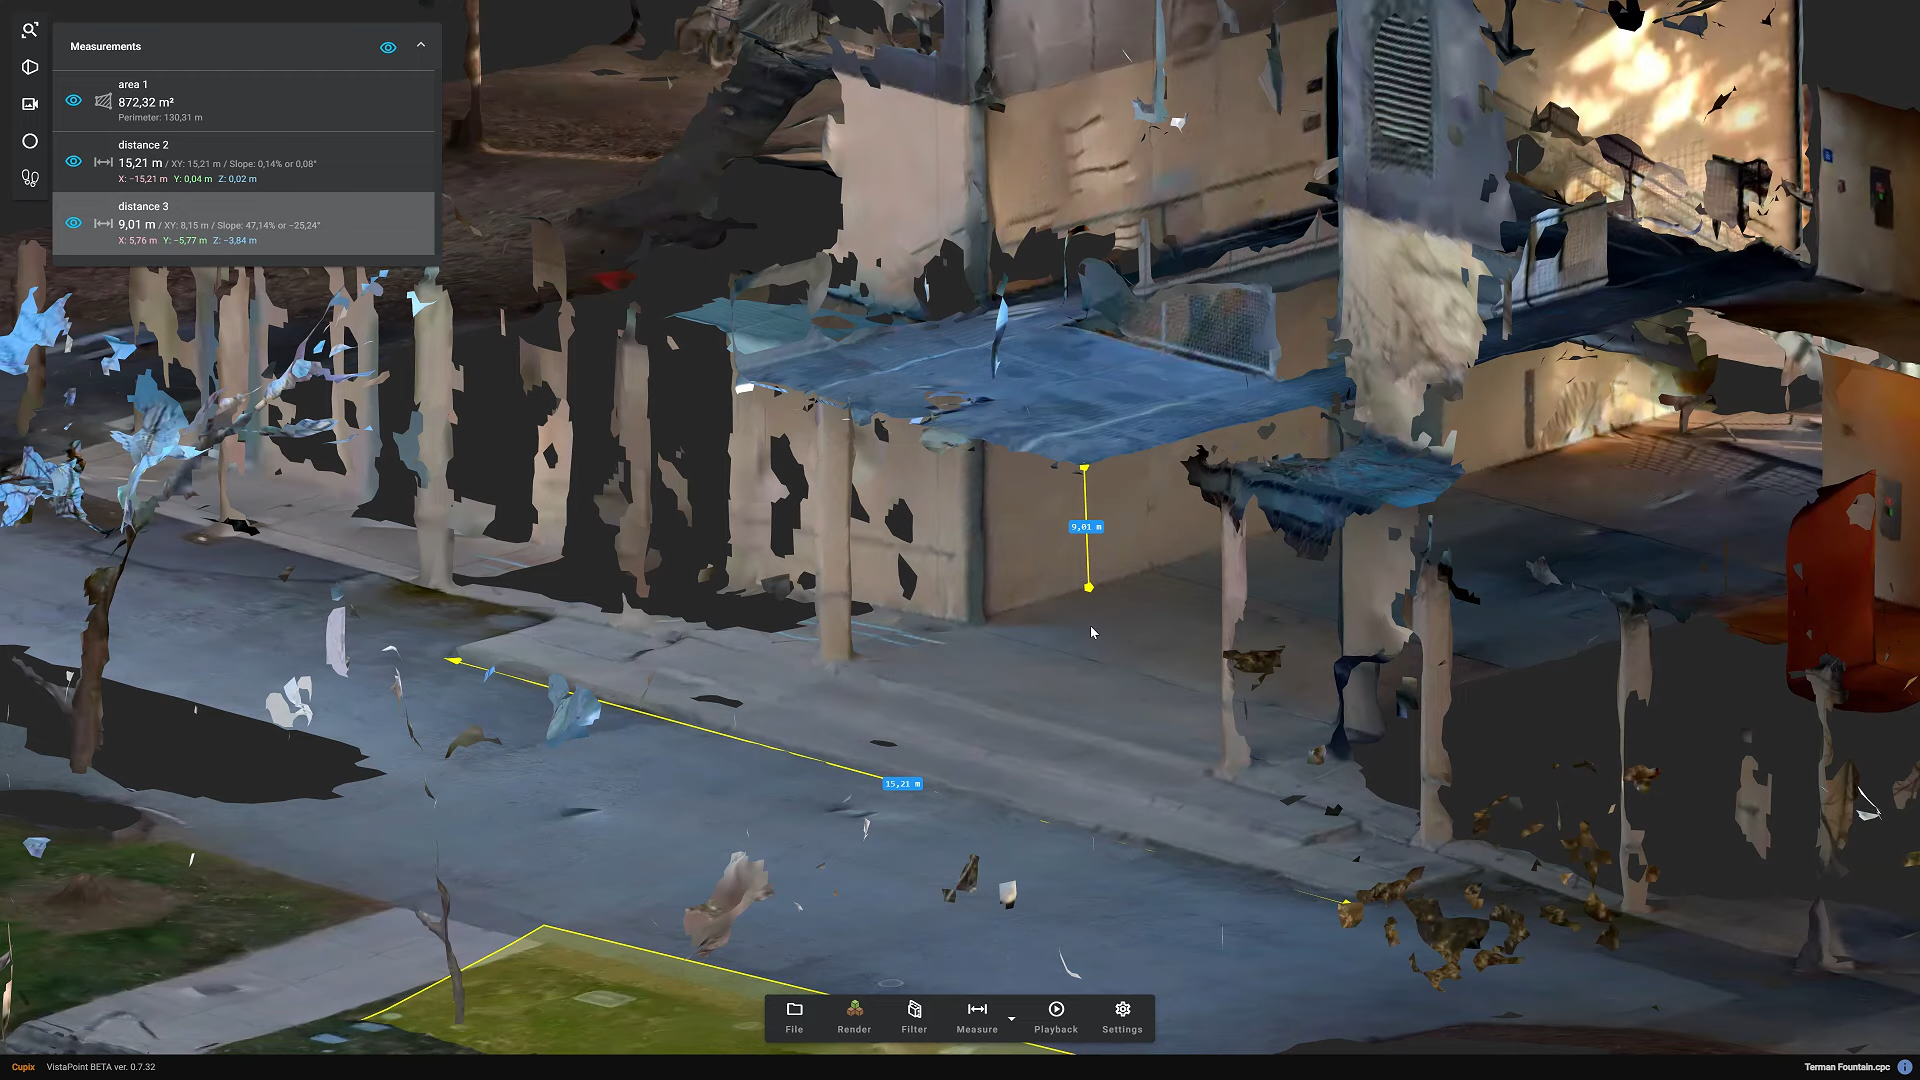 Measurements
area 1
872,32 m²
Perimeter: 130,31 m
distance 2
15,21 m / XY: 15,21 m / Slope: 0,14% or 0,08°
X: −15,21 m Y: 0,04 m Z: 0,02 m
distance 3
9,01 m / XY: 8,15 m / Slope: 47,14% or −25,24°
X: 5,76 m Y: −5,77 m Z: −3,84 m
9,01 m
15,21 m
File
Render
Filter
Measure
Playback
Settings
Cupix VistaPoint BETA ver. 0.7.32
Terman Fountain.cpc